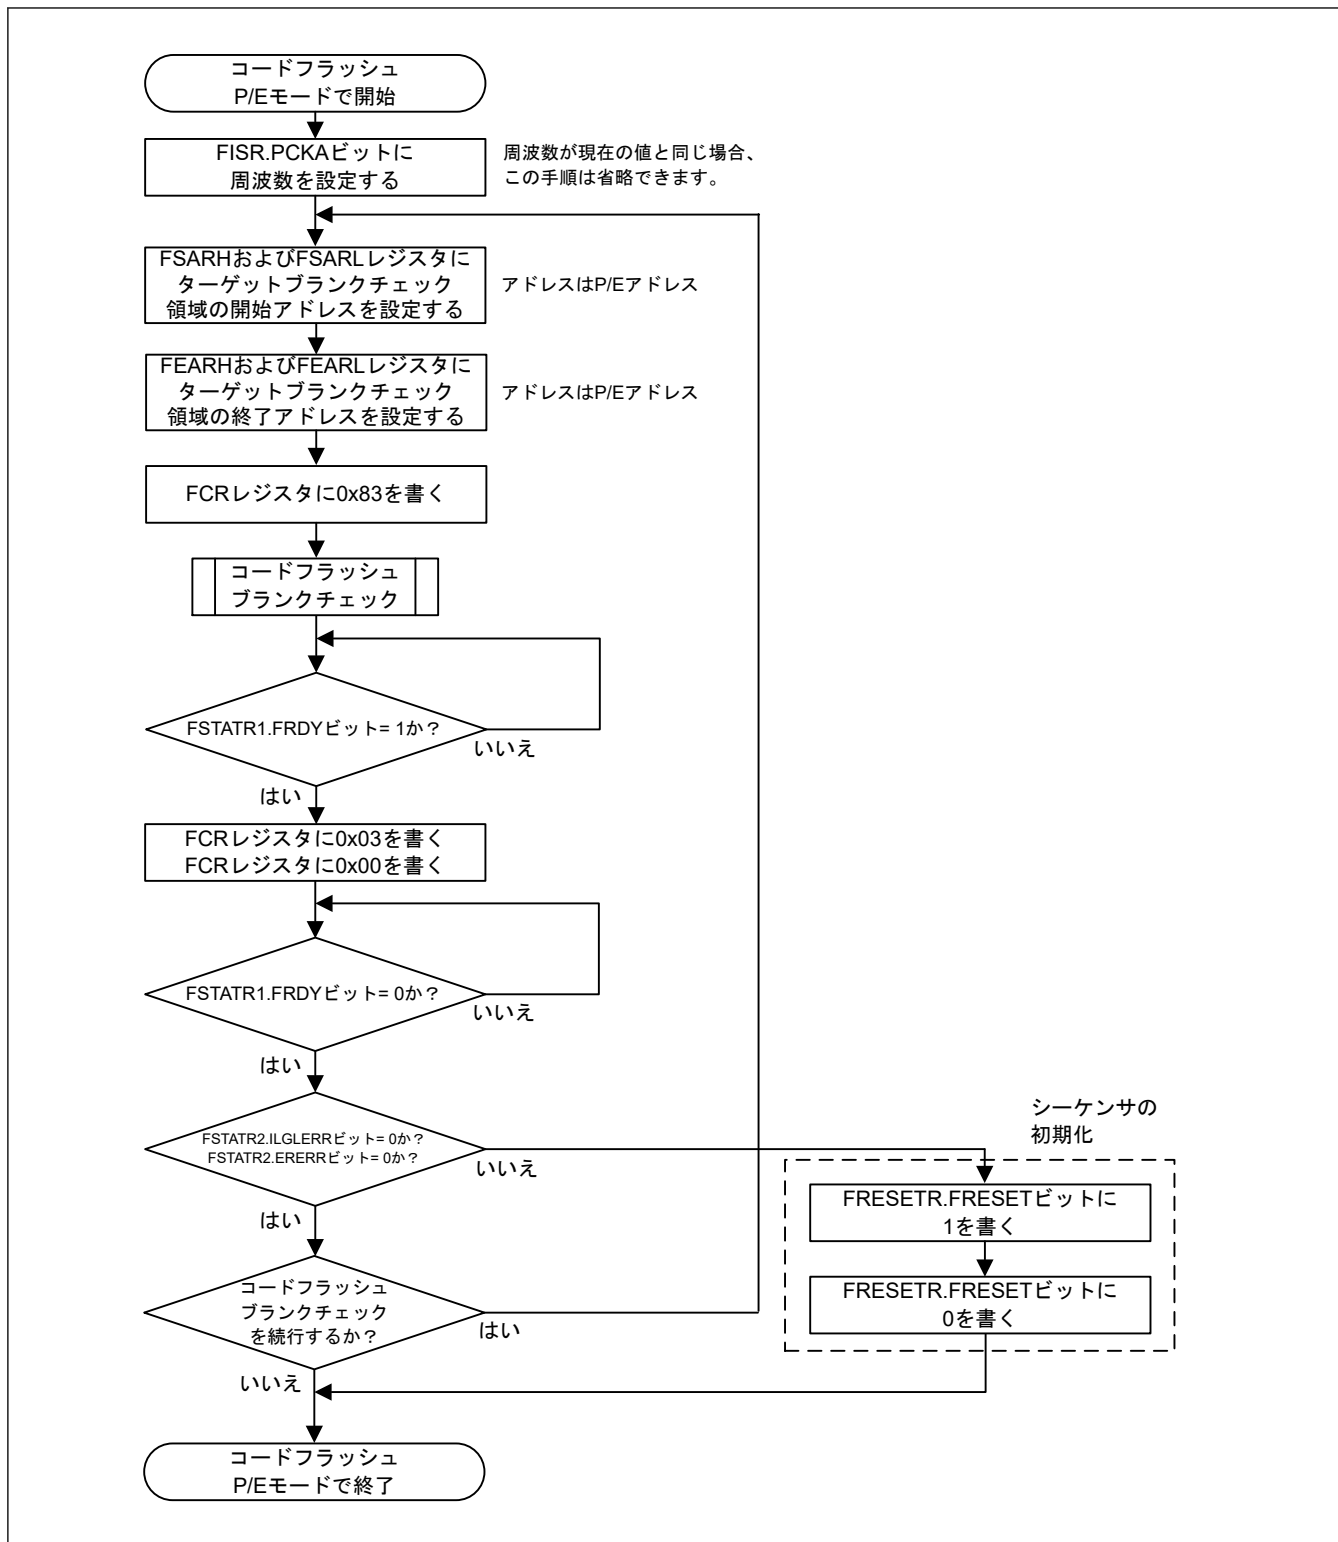 コードフラッシュ
P/Eモードで開始
FISR.PCKAビットに
周波数を設定する
周波数が現在の値と同じ場合、
この手順は省略できます。
FSARHおよびFSARLレジスタに
ターゲットブランクチェック
領域の開始アドレスを設定する
アドレスはP/Eアドレス
FEARHおよびFEARLレジスタに
ターゲットブランクチェック
領域の終了アドレスを設定する
アドレスはP/Eアドレス
FCRレジスタに0x83を書く
コードフラッシュ
ブランクチェック
FSTATR1.FRDYビット= 1か？
いいえ
はい
FCRレジスタに0x03を書く
FCRレジスタに0x00を書く
FSTATR1.FRDYビット= 0か？
いいえ
はい
FSTATR2.ILGLERRビット= 0か？
FSTATR2.ERERRビット= 0か？
いいえ
はい
シーケンサの
初期化
FRESETR.FRESETビットに
1を書く
FRESETR.FRESETビットに
0を書く
コードフラッシュ
ブランクチェック
を続行するか？
はい
いいえ
コードフラッシュ
P/Eモードで終了